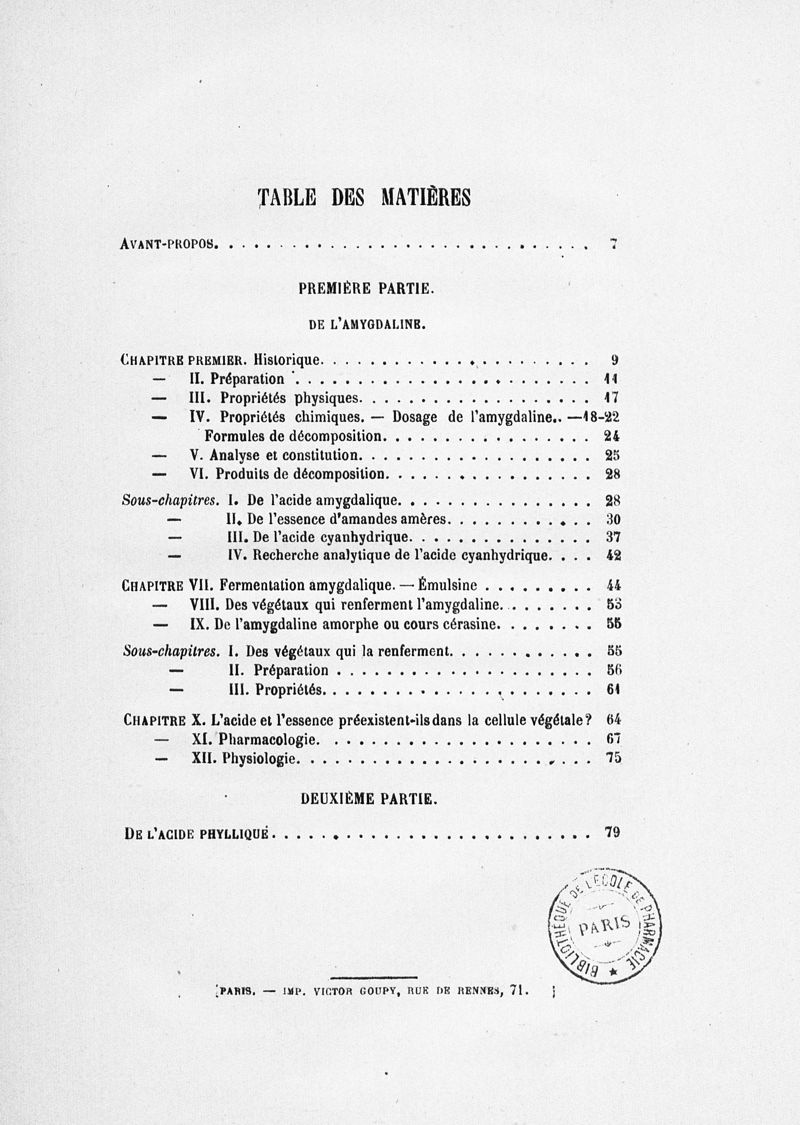 TABLE DES MATIÈRES
AVANT-PROPOS. . . . . . . . . . . . . . . . . . . . . . . . . . . . . 7
PREMIÈRE PARTIE.
DE L'AMYGDALINE.
CHAPITRE PREMIER. Historique. . . . . . . . . . . . . . . . . . . . . 9
— II. Préparation . . . . . . . . . . . . . . . . . . . . . . . 11
— III. Propriétés physiques. . . . . . . . . . . . . . . . . . 17
— IV. Propriétés chimiques. — Dosage de l'amygdaline.. —18-22
Formules de décomposition. . . . . . . . . . . . . . . . . 24
— V. Analyse et constitution. . . . . . . . . . . . . . . . . . . 25
— VI. Produits de décomposition. . . . . . . . . . . . . . . . 28
Sous-chapitres. I. De l'acide amygdalique. . . . . . . . . . . . . . . 28
— II. De l'essence d'amandes amères. . . . . . . . . . . 30
— III. De l'acide cyanhydrique. . . . . . . . . . . . . . 37
— IV. Recherche analytique de l'acide cyanhydrique. . . . 42
CHAPITRE VII. Fermentation amygdalique. — Émulsine . . . . . . . . . 44
— VIII. Des végétaux qui renferment l'amygdaline. . . . . . . 53
— IX. De l'amygdaline amorphe ou cours cérasine. . . . . . . 55
Sous-chapitres. I. Des végétaux qui la renferment. . . . . . . . . . . 55
— II. Préparation . . . . . . . . . . . . . . . . . . . . 56
— III. Propriétés. . . . . . . . . . . . . . . . . . . . . 61
CHAPITRE X. L'acide et l'essence préexistent-ils dans la cellule végétale ? 64
— XI. Pharmacologie. . . . . . . . . . . . . . . . . . . . . 67
— XII. Physiologie. . . . . . . . . . . . . . . . . . . . . . 75
DEUXIÈME PARTIE.
DE L'ACIDE PHYLLIQUE. . . . . . . . . . . . . . . . . . . . . . . . . 79
BIBLIOTHÈQUE DE L'ÉCOLE DE PHARMACIE
PARIS
PARIS. — IMP. VICTOR GOUPY, RUE DE RENNES, 71.